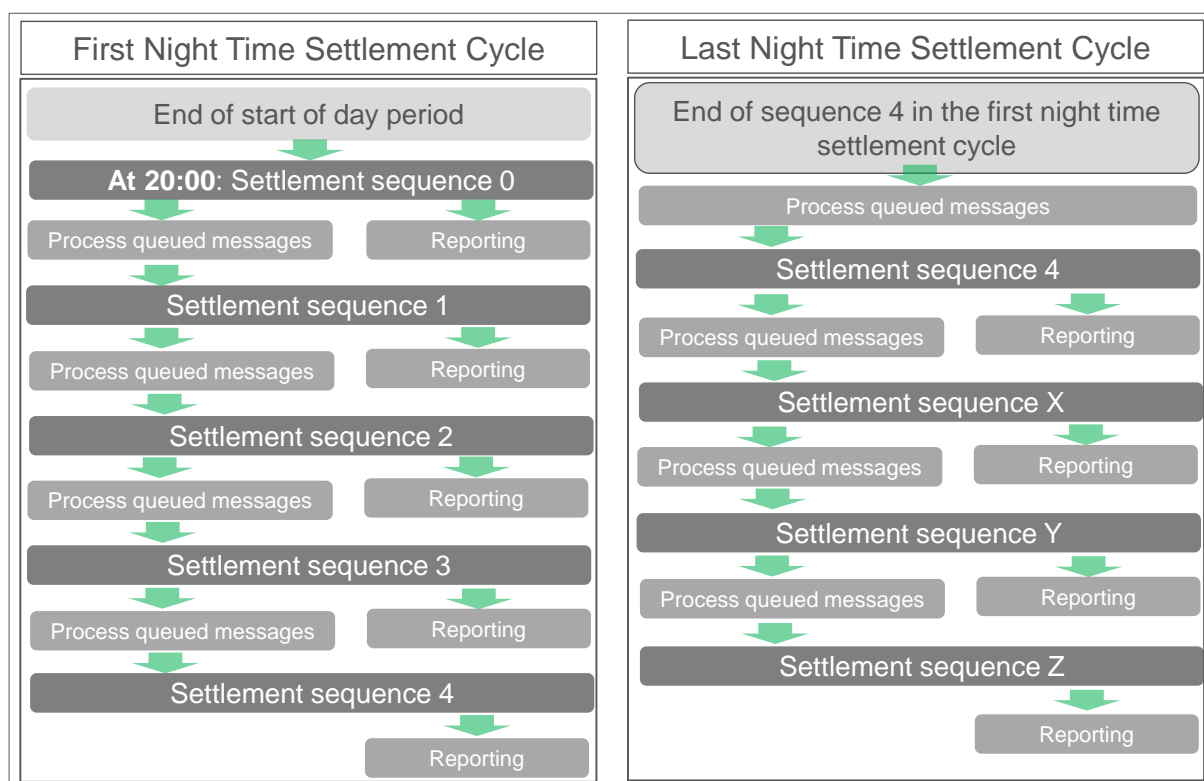 First Night Time Settlement Cycle
End of start of day period
At 20:00: Settlement sequence 0
Process queued messages
Reporting
Settlement sequence 1
Process queued messages
Reporting
Settlement sequence 2
Process queued messages
Reporting
Settlement sequence 3
Process queued messages
Reporting
Settlement sequence 4
Reporting
Last Night Time Settlement Cycle
End of sequence 4 in the first night time
settlement cycle
Process queued messages
Settlement sequence 4
Process queued messages
Reporting
Settlement sequence X
Process queued messages
Reporting
Settlement sequence Y
Process queued messages
Reporting
Settlement sequence Z
Reporting